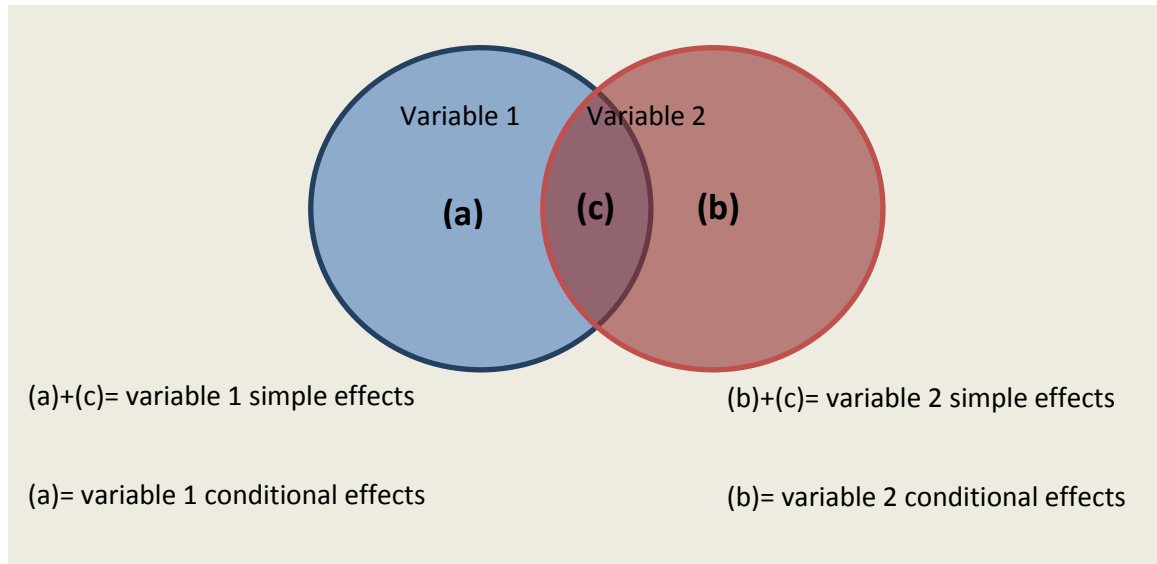 Variable 1
Variable 2
(a)
(c)
(b)
(a)+(c)= variable 1 simple effects
(b)+(c)= variable 2 simple effects
(a)= variable 1 conditional effects
(b)= variable 2 conditional effects